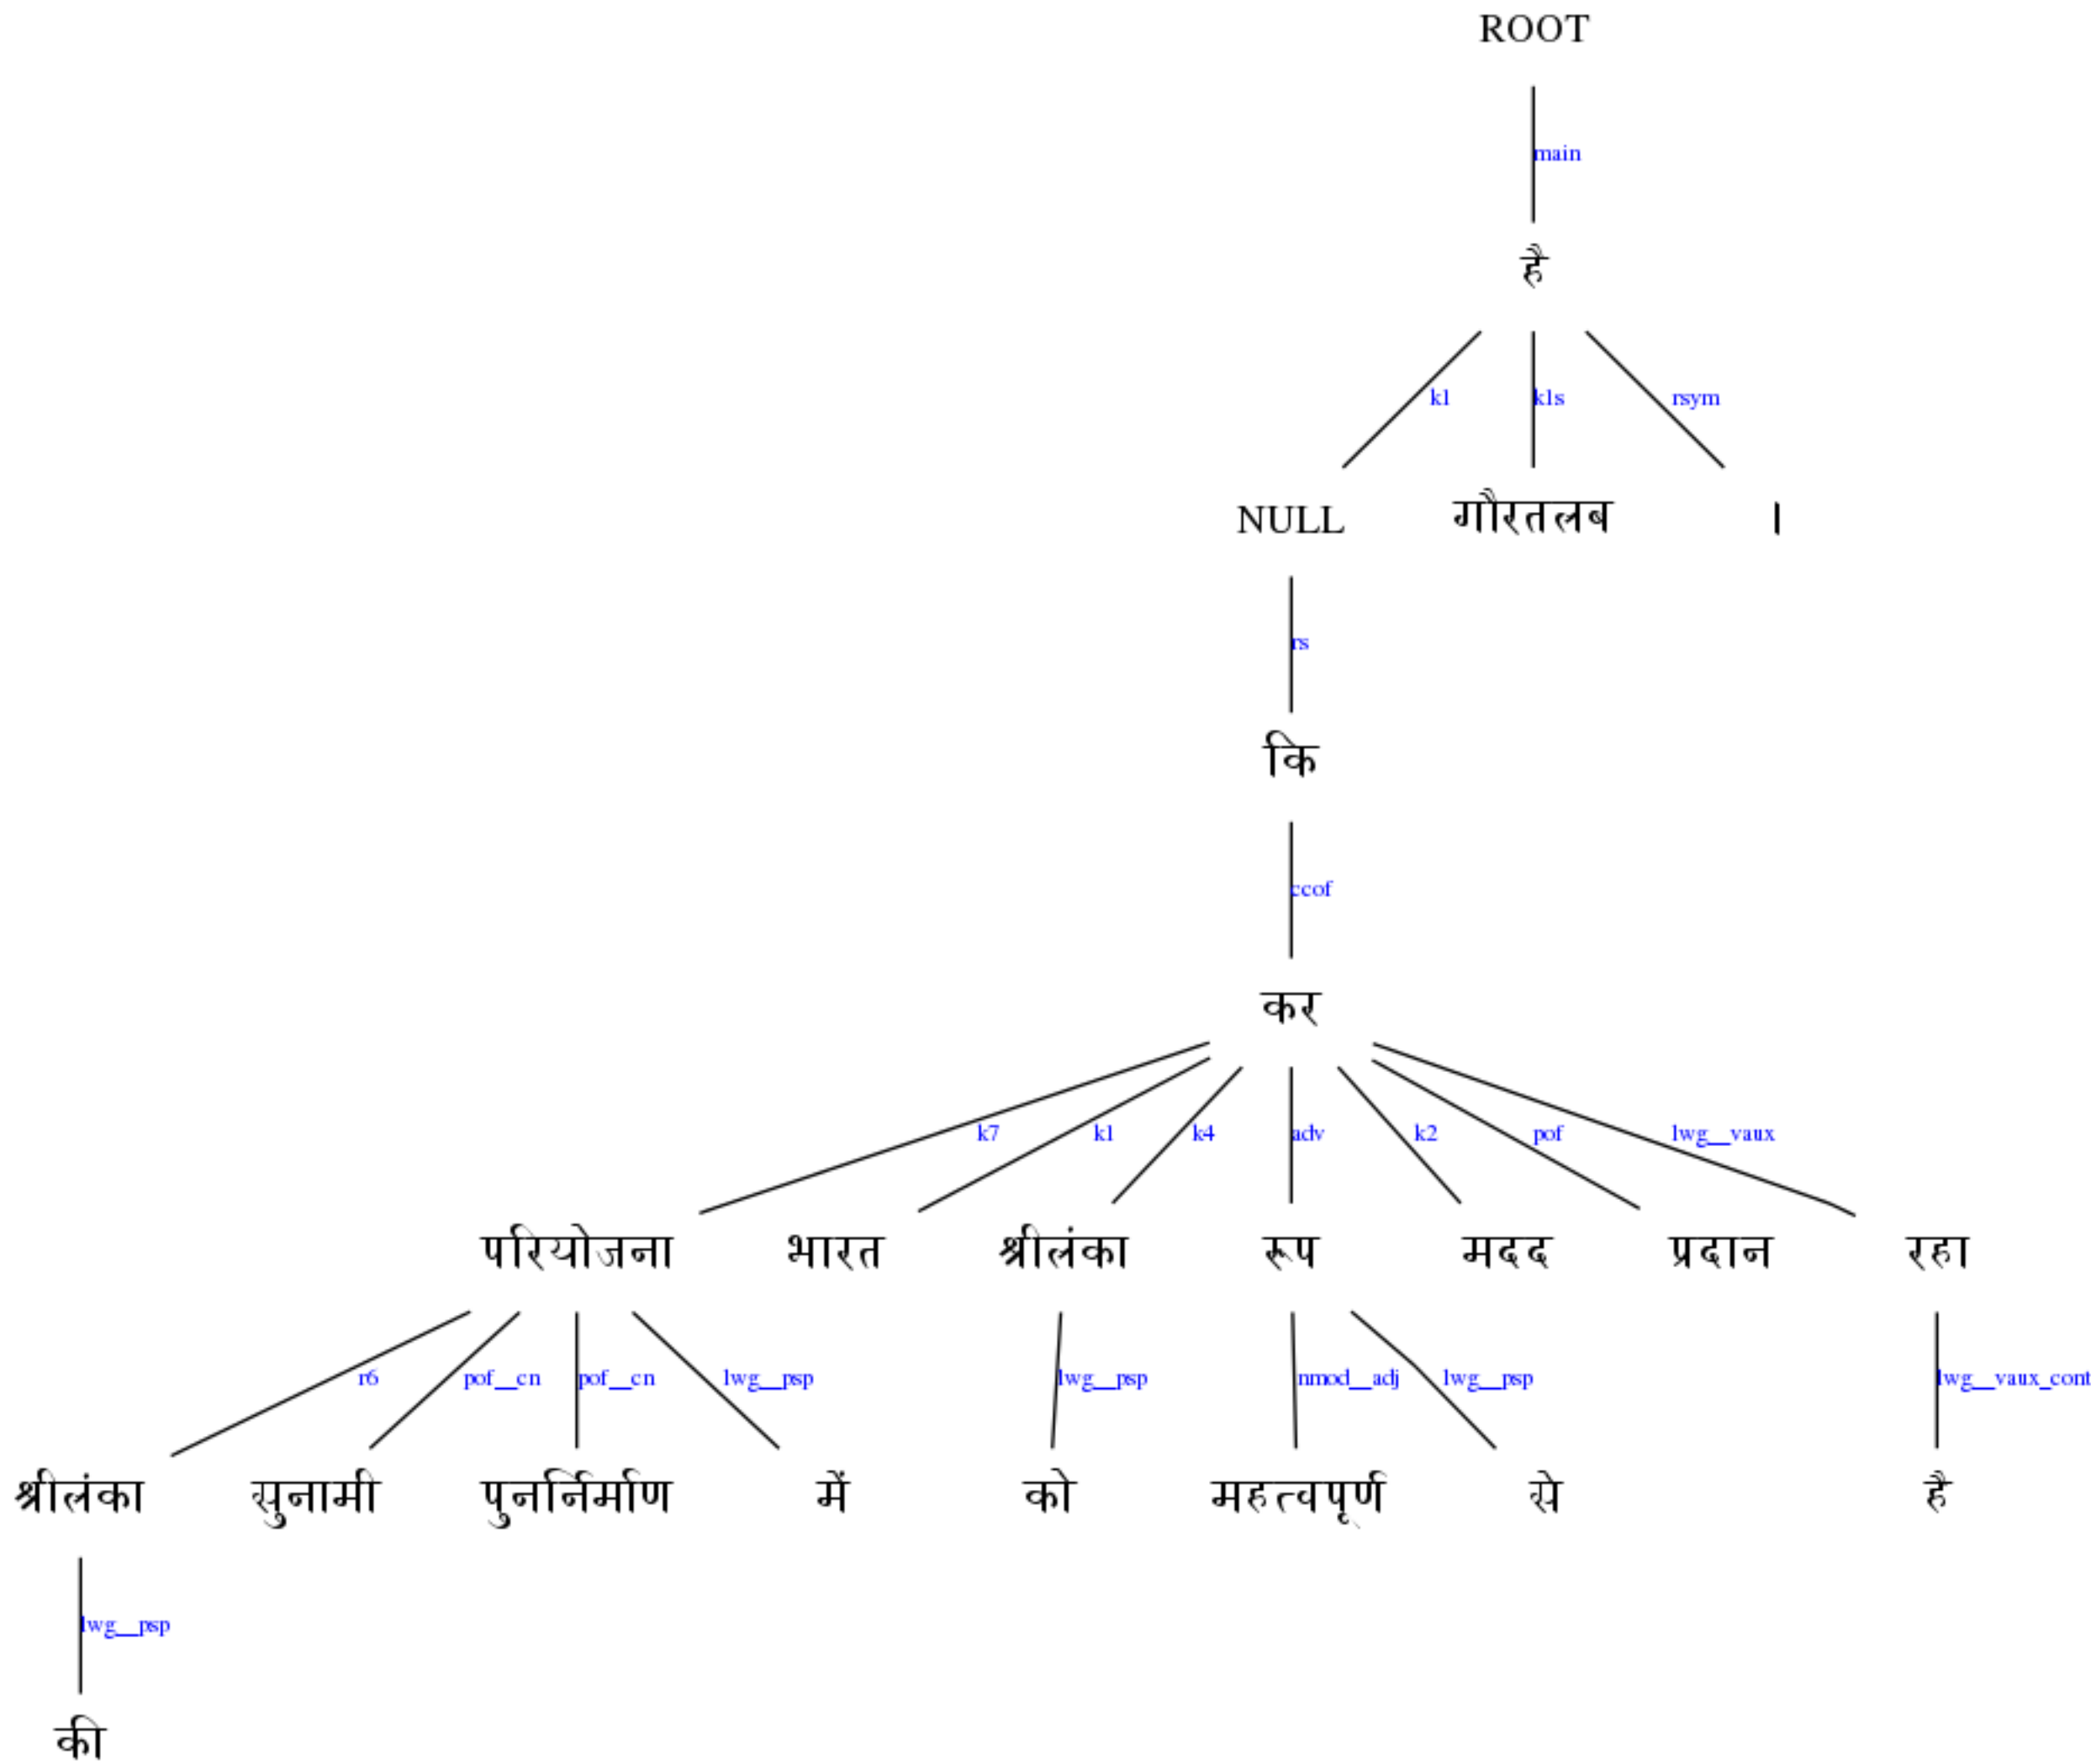 ROOT
main
है
k1 k1s rsym
NULL गौरतलब ।
rs
कि
ccof
कर
k7 k1 k4 adv k2 pof lwg__vaux
परियोजना भारत श्रीलंका रूप मदद प्रदान रहा
r6 pof__cn pof__cn lwg__psp lwg__psp nmod__adj lwg__psp lwg__vaux_cont
श्रीलंका सुनामी पुनर्निर्माण में को महत्वपूर्ण से है
lwg__psp
की